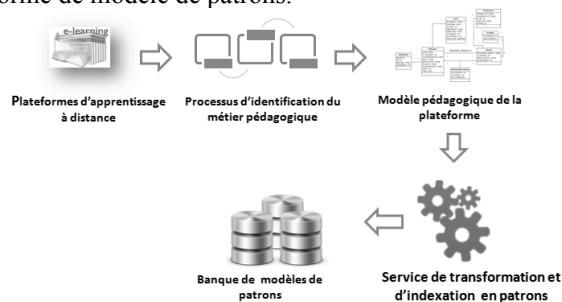 forme de modèle de patrons.
e-learning
Plateformes d'apprentissage
à distance
Processus d'identification du
métier pédagogique
Modèle pédagogique de la
plateforme
Banque de modèles de
patrons
Service de transformation et
d'indexation en patrons